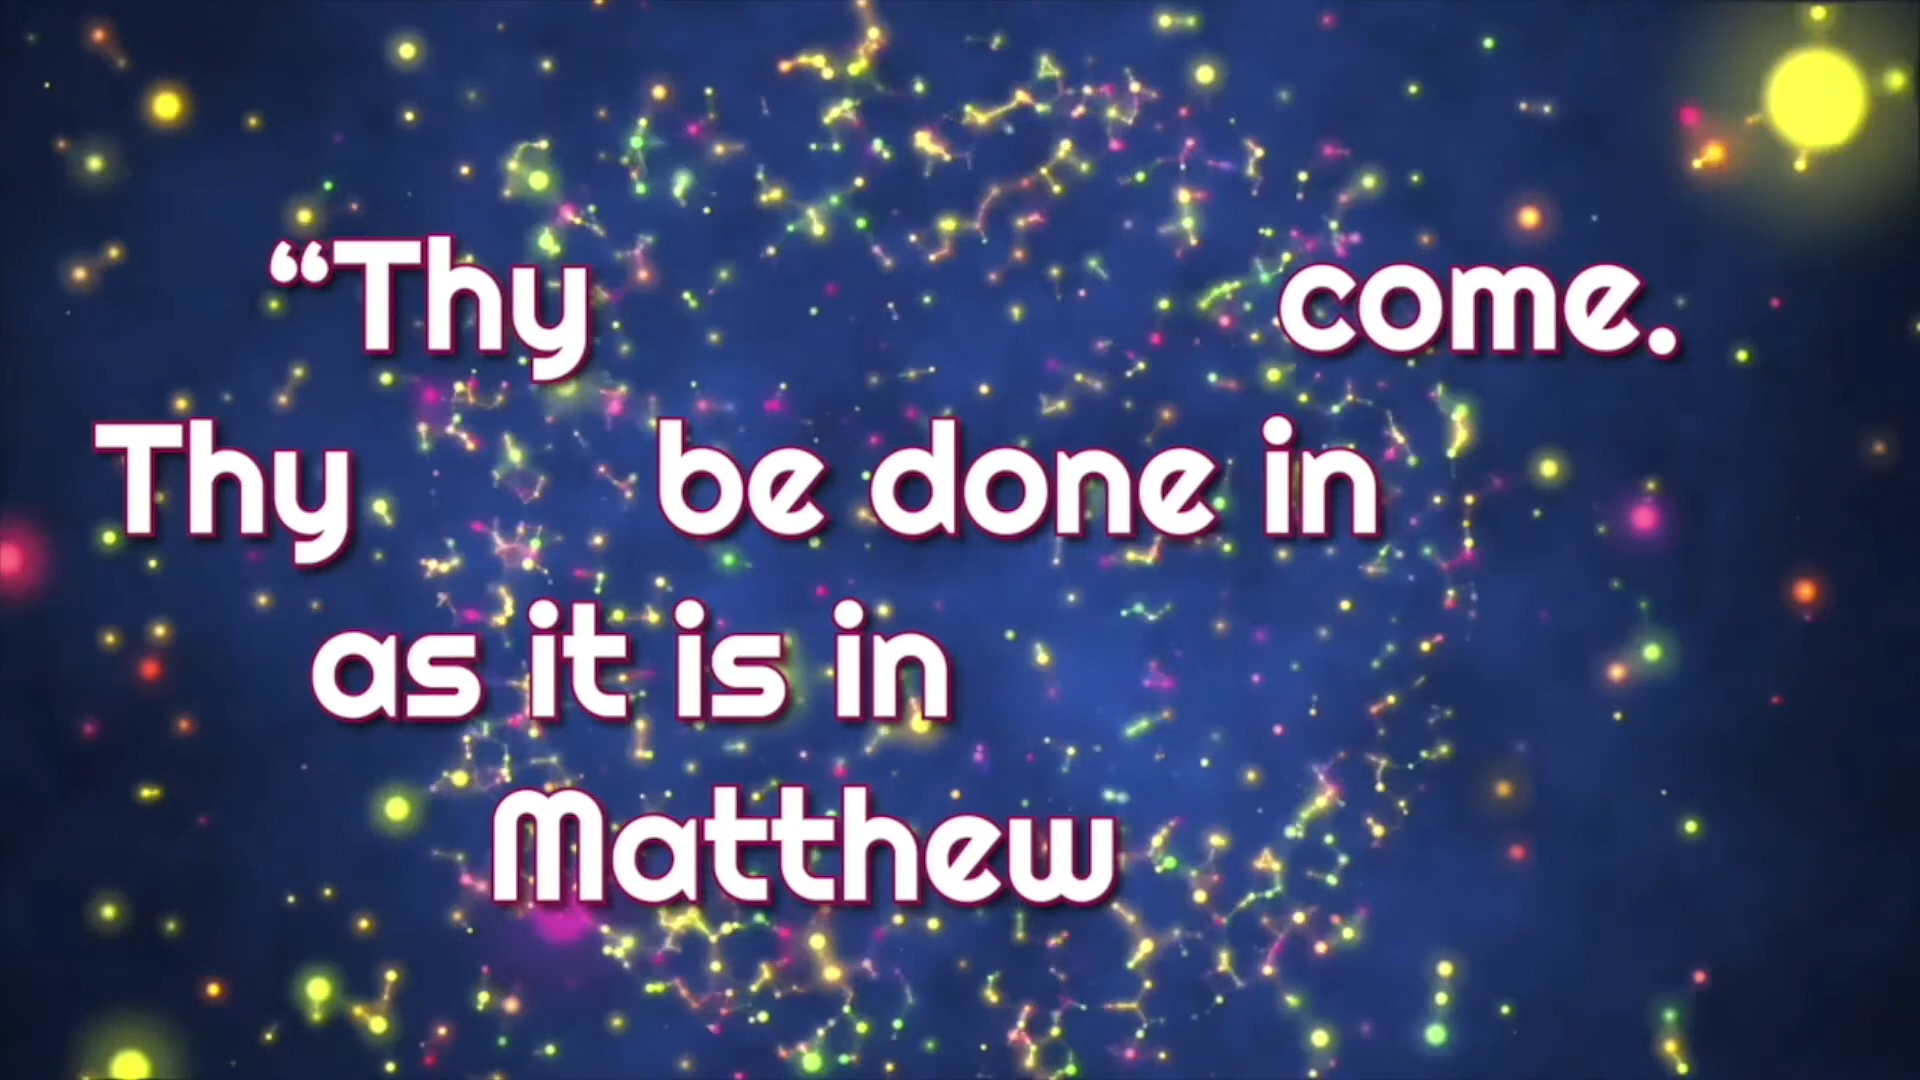 “Thy come.
Thy be done in
as it is in
Matthew